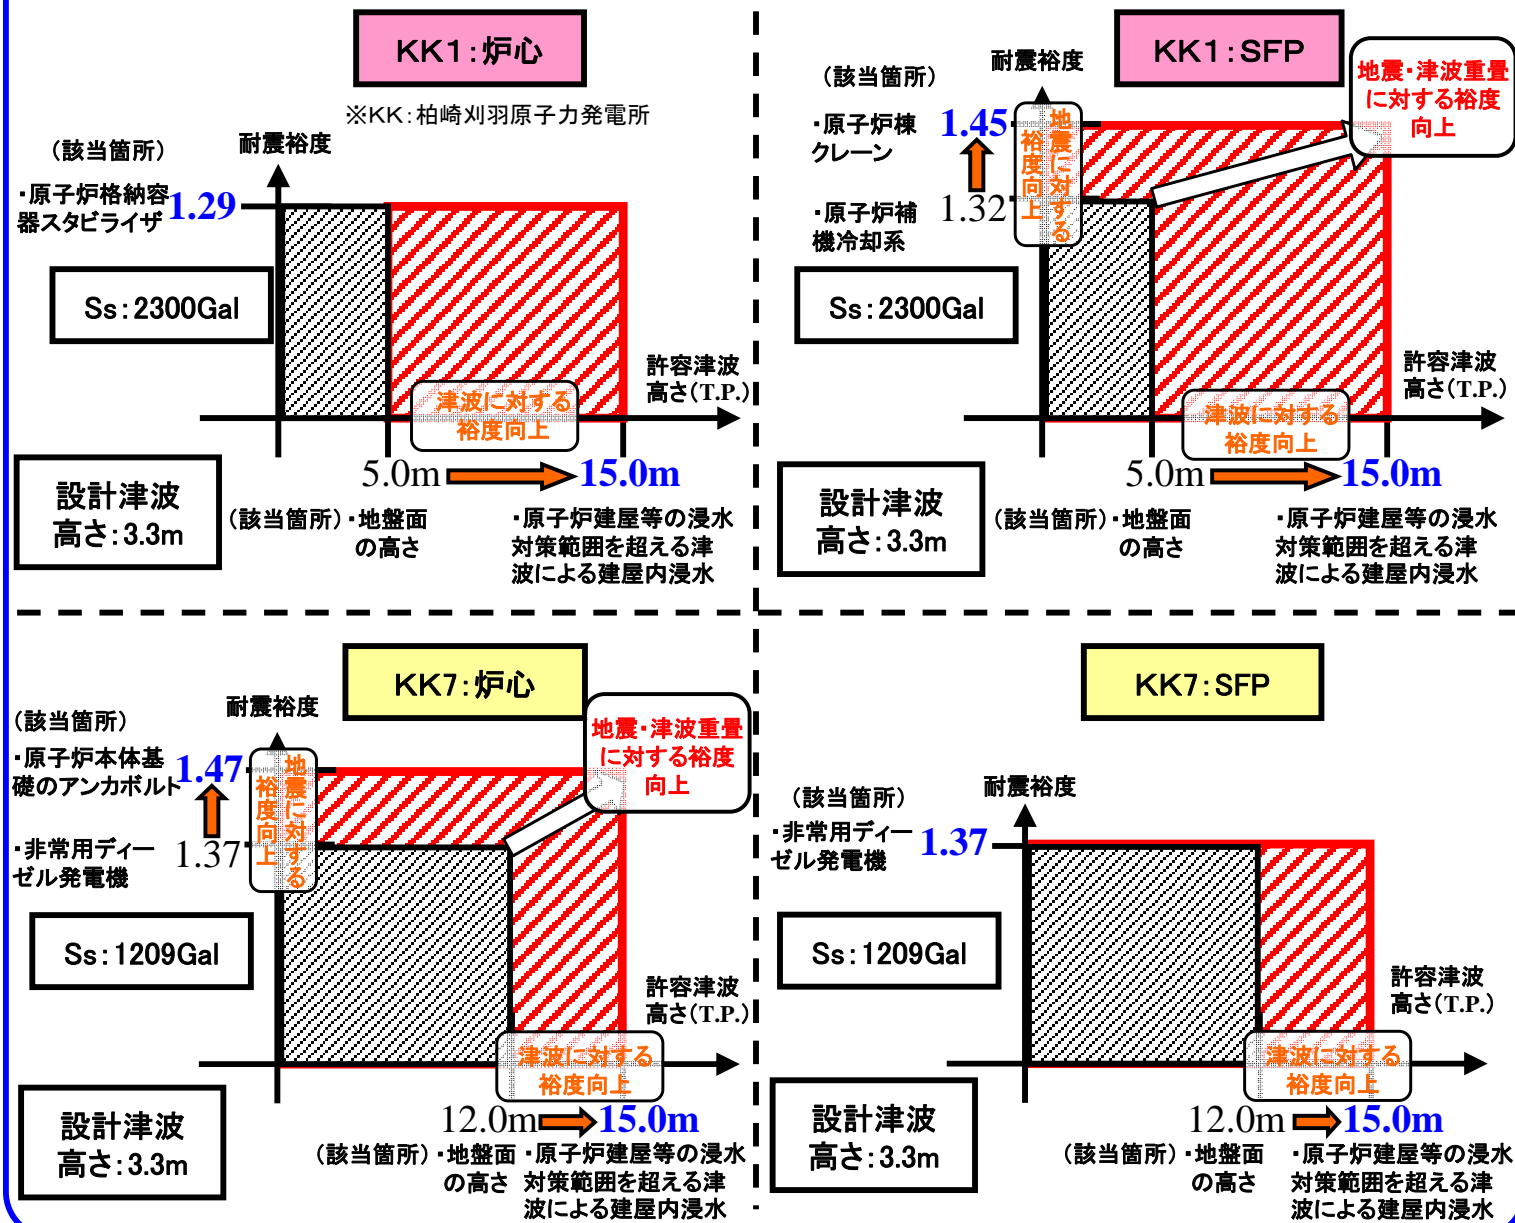 KK1:炉心
※KK:柏崎刈羽原子力発電所
(該当箇所)
耐震裕度
・原子炉格納容
器スタビライザ
1.29
Ss:2300Gal
許容津波
高さ(T.P.)
津波に対する
裕度向上
5.0m
15.0m
設計津波
高さ:3.3m
(該当箇所)
・地盤面
の高さ
・原子炉建屋等の浸水
対策範囲を超える津
波による建屋内浸水
KK1:SFP
(該当箇所)
耐震裕度
地震・津波重畳
に対する裕度
向上
・原子炉棟
クレーン
1.45
地震に対する
裕度向上
・原子炉補
機冷却系
1.32
Ss:2300Gal
許容津波
高さ(T.P.)
津波に対する
裕度向上
5.0m
15.0m
設計津波
高さ:3.3m
(該当箇所)
・地盤面
の高さ
・原子炉建屋等の浸水
対策範囲を超える津
波による建屋内浸水
KK7:炉心
(該当箇所)
耐震裕度
地震・津波重畳
に対する裕度
向上
・原子炉本体基
礎のアンカボルト
1.47
地震に対する
裕度向上
・非常用ディー
ゼル発電機
1.37
Ss:1209Gal
許容津波
高さ(T.P.)
津波に対する
裕度向上
12.0m
15.0m
設計津波
高さ:3.3m
(該当箇所)
・地盤面
の高さ
・原子炉建屋等の浸水
対策範囲を超える津
波による建屋内浸水
KK7:SFP
(該当箇所)
耐震裕度
・非常用ディー
ゼル発電機
1.37
Ss:1209Gal
許容津波
高さ(T.P.)
津波に対する
裕度向上
12.0m
15.0m
設計津波
高さ:3.3m
(該当箇所)
・地盤面
の高さ
・原子炉建屋等の浸水
対策範囲を超える津
波による建屋内浸水